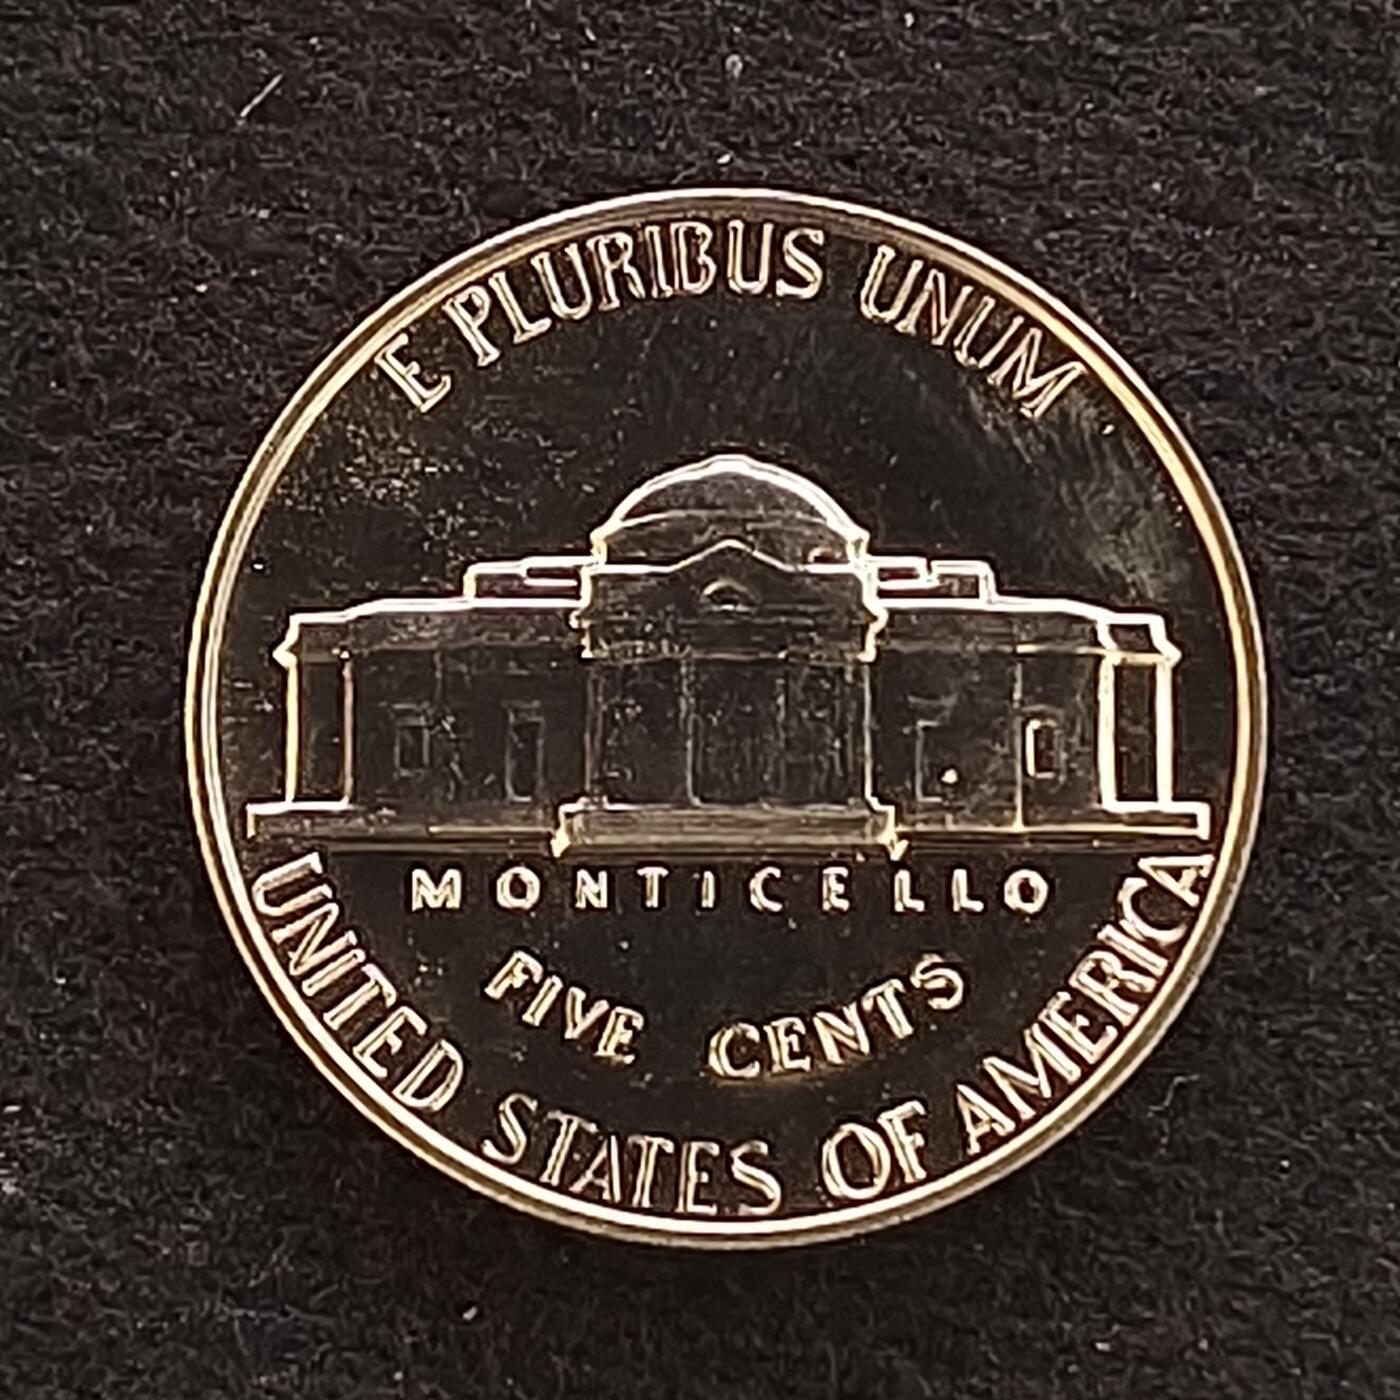 E PLURIBUS UNUM
MONTICELLO
FIVE CENTS
UNITED STATES OF AMERICA